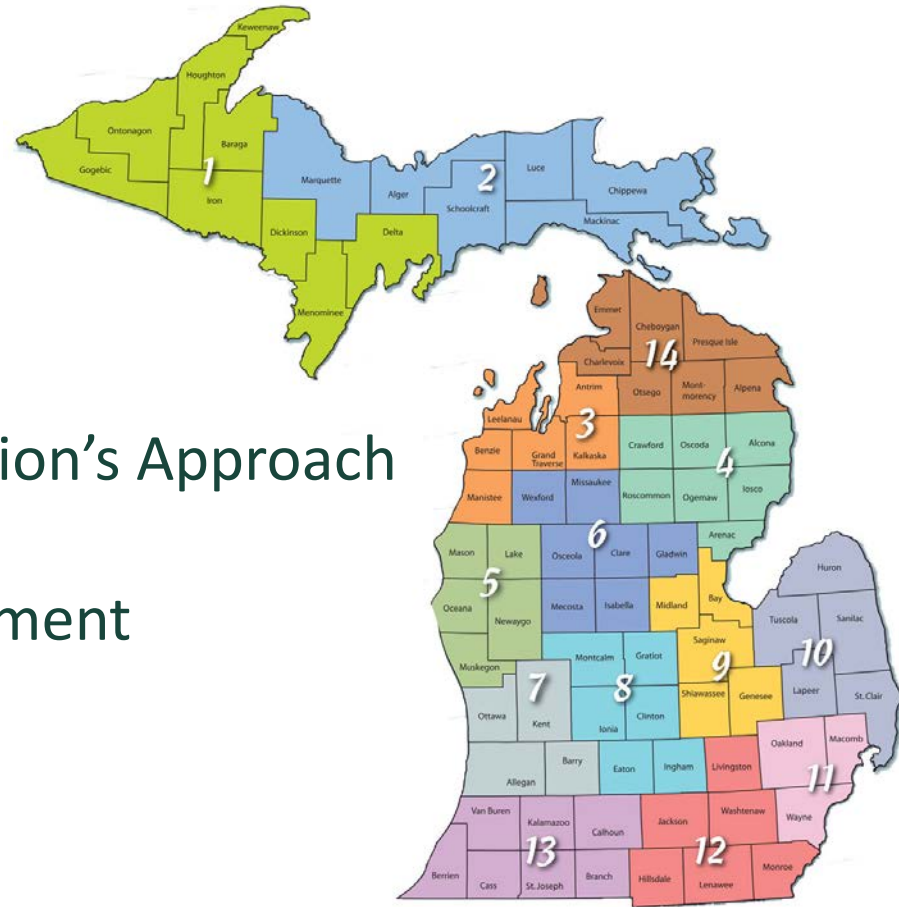 Keweenaw
Houghton
Ontonagon
Baraga
Gogebic
1
Iron
Marquette
Alger
2
Luce
Schoolcraft
Chippewa
Mackinac
Dickinson
Delta
Menominee
Emmet
Cheboygan
Presque Isle
Charlevoix
14
Antrim
Otsego
Mont-
morency
Alpena
Leelanau
3
Benzie
Grand
Traverse
Kalkaska
Crawford
Oscoda
Alcona
4
ion’s Approach
Manistee
Wexford
Missaukee
Roscommon
Ogemaw
Iosco
6
Arenac
Mason
Lake
Osceola
Clare
Gladwin
5
Huron
Oceana
Newaygo
Mecosta
Isabella
Midland
Bay
Tuscola
Sanilac
ment
Saginaw
10
Muskegon
Montcalm
Gratiot
9
7
8
Shiawassee
Genesee
Lapeer
St. Clair
Ottawa
Kent
Ionia
Clinton
Oakland
Macomb
Barry
Allegan
Eaton
Ingham
Livingston
11
Van Buren
Kalamazoo
Calhoun
Jackson
Washtenaw
Wayne
13
12
Berrien
Cass
St. Joseph
Branch
Hillsdale
Lenawee
Monroe